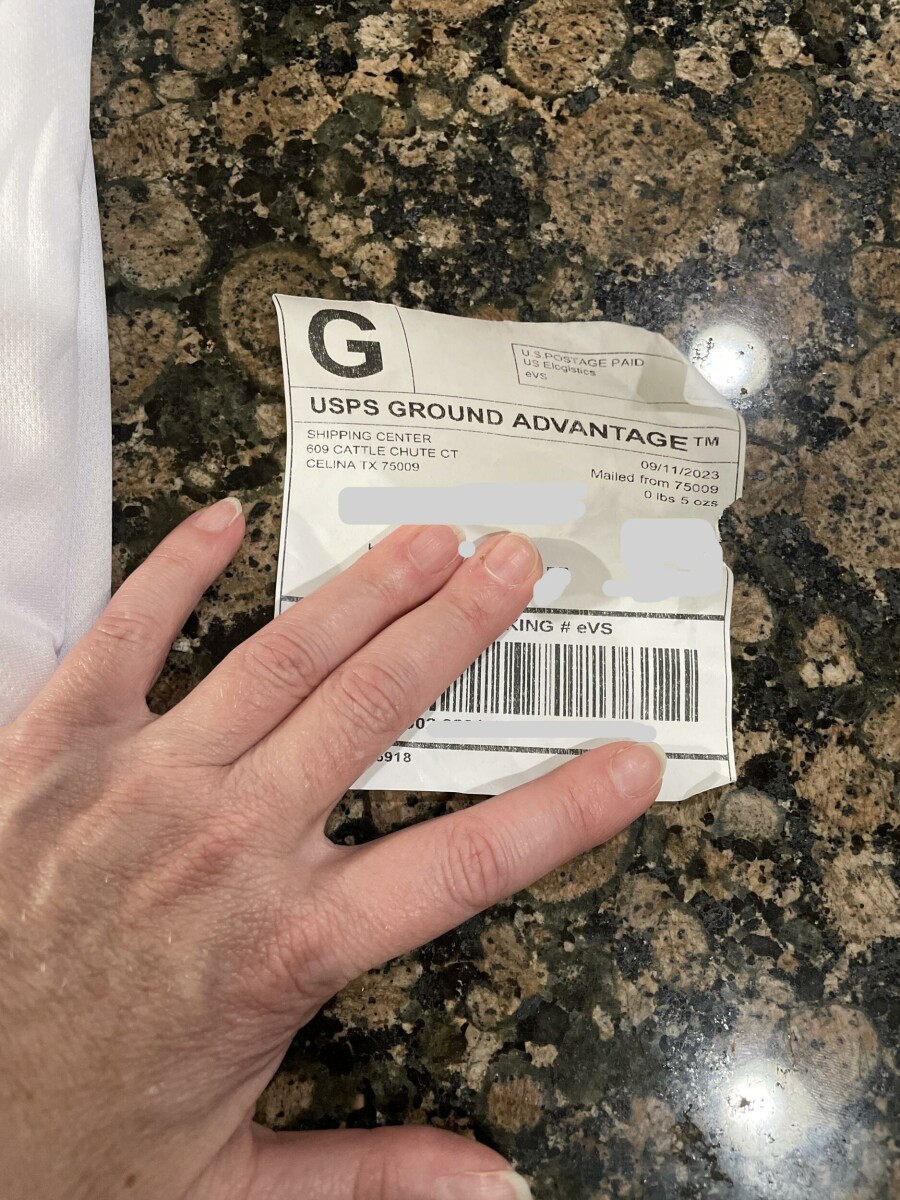 G
U.S.POSTAGE PAID
US Elogistics
eVS
USPS GROUND ADVANTAGE™
SHIPPING CENTER
609 CATTLE CHUTE CT
CELINA TX 75009
09/11/2023
Mailed from 75009
0 lbs 5 ozs
KING # eVS
5918